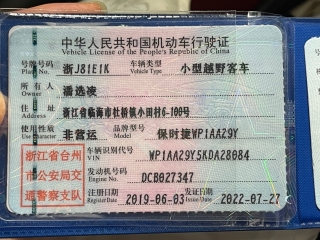 中华人民共和国机动车行驶证
Vehicle License of the People's Republic of China
号牌号码 浙J81E1K 车辆类型 小型越野客车
Plate No. Vehicle Type
所有人 潘选凌
Owner
住址 浙江省临海市杜桥镇小田村6-100号
Address
使用性质 非营运 品牌型号 保时捷WP1AA29Y
Use Character Model
浙江省台州
市公安局交
通警察支队
车辆识别代号 WP1AA29Y5KDA28084
VIN
发动机号码 DCB027347
Engine No.
注册日期 2019-06-03 发证日期 2022-07-27
Register Date Issue Date